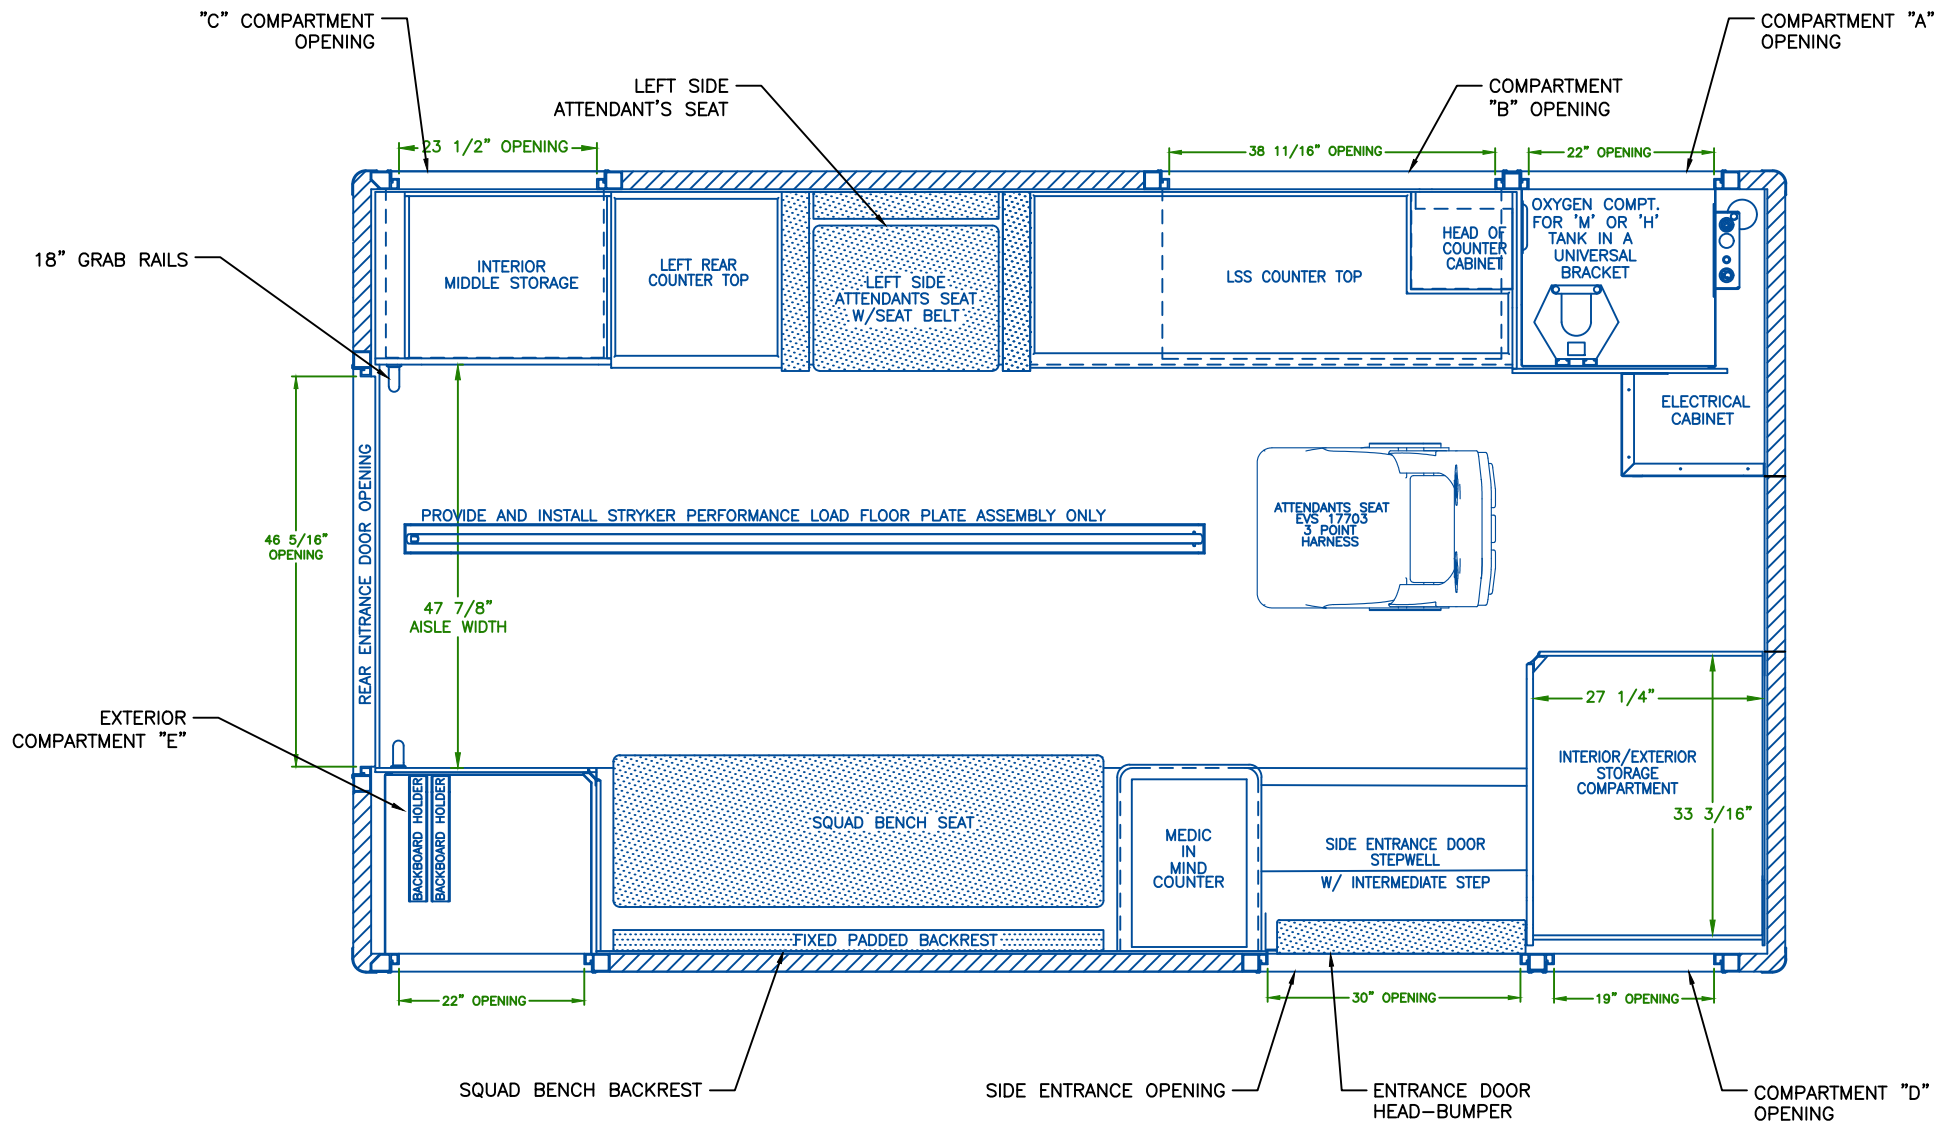 "C" COMPARTMENT
OPENING
COMPARTMENT "A"
OPENING
LEFT SIDE
ATTENDANT'S SEAT
COMPARTMENT
"B" OPENING
23 1/2" OPENING
38 11/16" OPENING
22" OPENING
18" GRAB RAILS
INTERIOR
MIDDLE STORAGE
LEFT REAR
COUNTER TOP
LEFT SIDE
ATTENDANTS SEAT
W/SEAT BELT
LSS COUNTER TOP
HEAD OF
COUNTER
CABINET
OXYGEN COMPT.
FOR 'M' OR 'H'
TANK IN A
UNIVERSAL
BRACKET
ELECTRICAL
CABINET
REAR ENTRANCE DOOR OPENING
46 5/16"
OPENING
PROVIDE AND INSTALL STRYKER PERFORMANCE LOAD FLOOR PLATE ASSEMBLY ONLY
ATTENDANTS SEAT
EVS 17703
3 POINT
HARNESS
47 7/8"
AISLE WIDTH
EXTERIOR
COMPARTMENT "E"
27 1/4"
INTERIOR/EXTERIOR
STORAGE
COMPARTMENT
33 3/16"
BACKBOARD HOLDER
BACKBOARD HOLDER
SQUAD BENCH SEAT
MEDIC
IN
MIND
COUNTER
SIDE ENTRANCE DOOR
STEPWELL
W/ INTERMEDIATE STEP
FIXED PADDED BACKREST
22" OPENING
30" OPENING
19" OPENING
SQUAD BENCH BACKREST
SIDE ENTRANCE OPENING
ENTRANCE DOOR
HEAD-BUMPER
COMPARTMENT "D"
OPENING